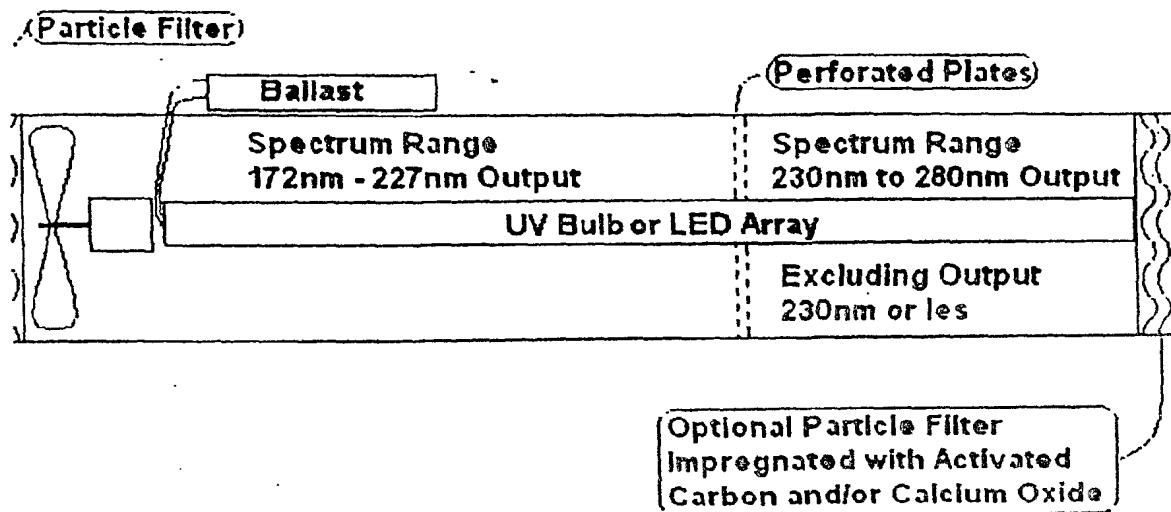 Particle Filter
Ballast
Perforated Plates
Spectrum Range
172nm - 227nm Output
Spectrum Range
230nm to 280nm Output
UV Bulb or LED Array
Excluding Output
230nm or les
Optional Particle Filter
Impregnated with Activated
Carbon and/or Calcium Oxide